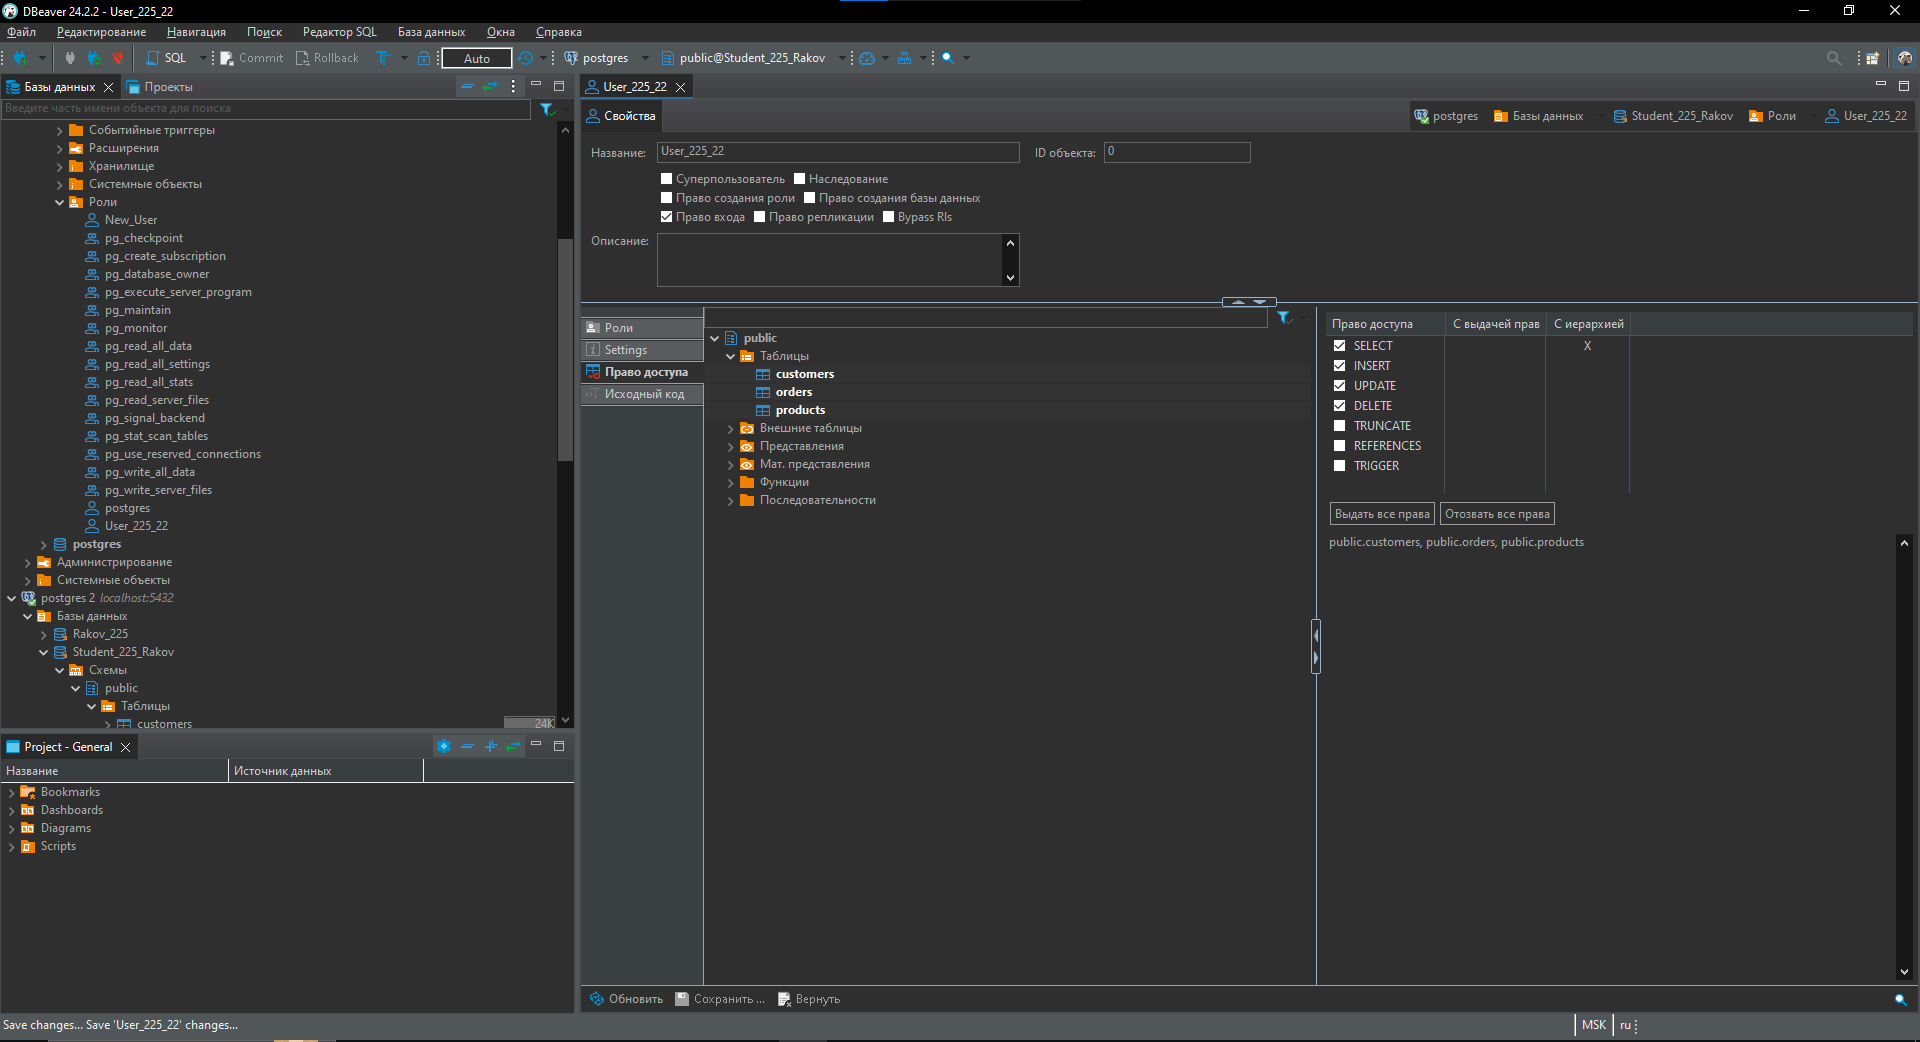 DBeaver 24.2.2 - User_225_22
Файл Редактирование Навигация Поиск Редактор SQL База данных Окна Справка
SQL Commit Rollback Auto postgres public@Student_225_Rakov
Базы данных Проекты
Введите часть имени объекта для поиска
Событийные триггеры
Расширения
Хранилище
Системные объекты
Роли
New_User
pg_checkpoint
pg_create_subscription
pg_database_owner
pg_execute_server_program
pg_maintain
pg_monitor
pg_read_all_data
pg_read_all_settings
pg_read_all_stats
pg_read_server_files
pg_signal_backend
pg_stat_scan_tables
pg_use_reserved_connections
pg_write_all_data
pg_write_server_files
postgres
User_225_22
postgres
Администрирование
Системные объекты
postgres 2 localhost:5432
Базы данных
Rakov_225
Student_225_Rakov
Схемы
public
Таблицы
customers 24K
Project - General
Название Источник данных
Bookmarks
Dashboards
Diagrams
Scripts
User_225_22
Свойства postgres Базы данных Student_225_Rakov Роли User_225_22
Название: User_225_22 ID объекта: 0
Суперпользователь Наследование
Право создания роли Право создания базы данных
Право входа Право репликации Bypass Rls
Описание:
Роли
Settings
Право доступа
Исходный код
public
Таблицы
customers
orders
products
Внешние таблицы
Представления
Мат. представления
Функции
Последовательности
Право доступа С выдачей прав С иерархией
SELECT X
INSERT
UPDATE
DELETE
TRUNCATE
REFERENCES
TRIGGER
Выдать все права Отозвать все права
public.customers, public.orders, public.products
Обновить Сохранить ... Вернуть
Save changes... Save 'User_225_22' changes... MSK ru